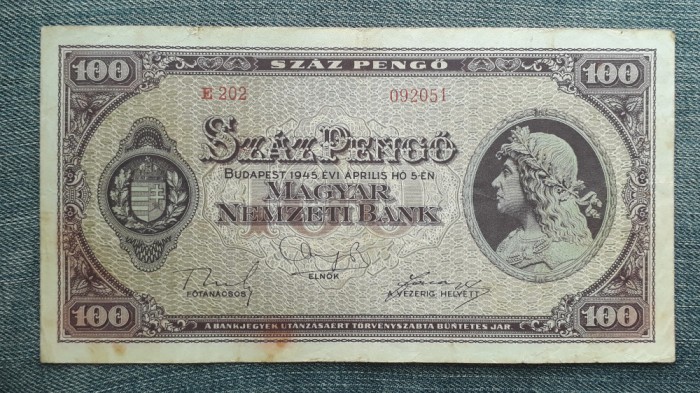 100 SZÁZ PENGŐ 100
E 202 092051
SZÁZ PENGŐ
BUDAPEST 1945. ÉVI ÁPRILIS HÓ 5-ÉN
MAGYAR
NEMZETI BANK
100
ELNÖK
FŐTANÁCSOS
A VEZÉRIG. HELYETT
100 A BANKJEGYEK UTÁNZÁSÁÉRT TÖRVÉNYSZABTA BÜNTETÉS JÁR. 100